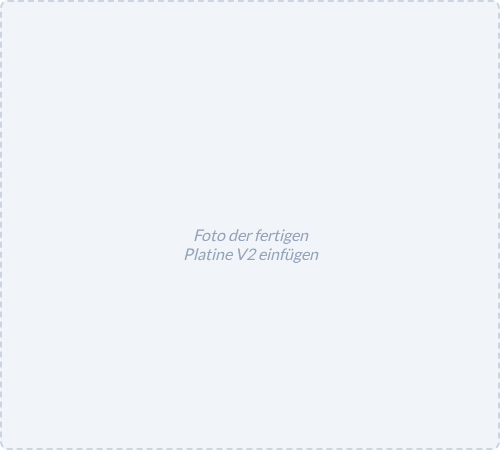 Foto der fertigen
Platine V2 einfügen